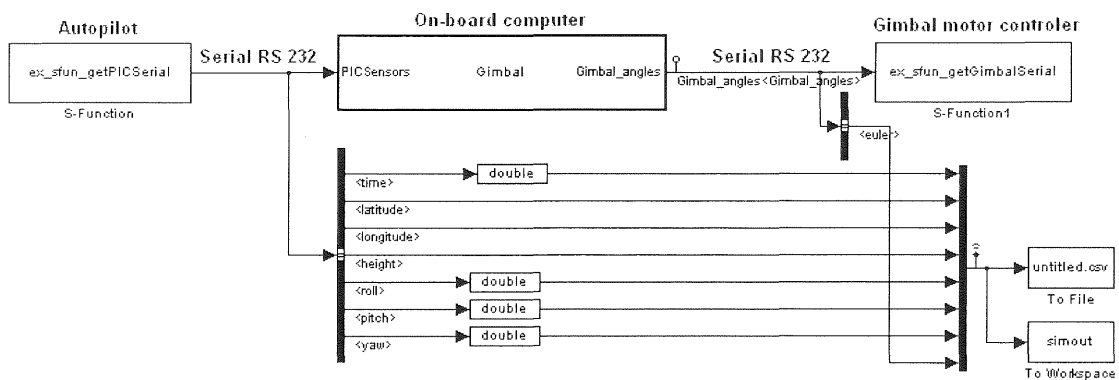 Autopilot
ex_sfun_getPICSerial
S-Function
Serial RS 232
On-board computer
PICSensors
Gimbal
Gimbal_angles
Serial RS 232
Gimbal_angles<Gimbal_angles>
Gimbal motor controler
ex_sfun_getGimbalSerial
S-Function1
<euler>
<time>
double
<latitude>
<longitude>
<height>
<roll>
double
<pitch>
double
<yaw>
double
untitled.csv
To File
simout
To Workspace